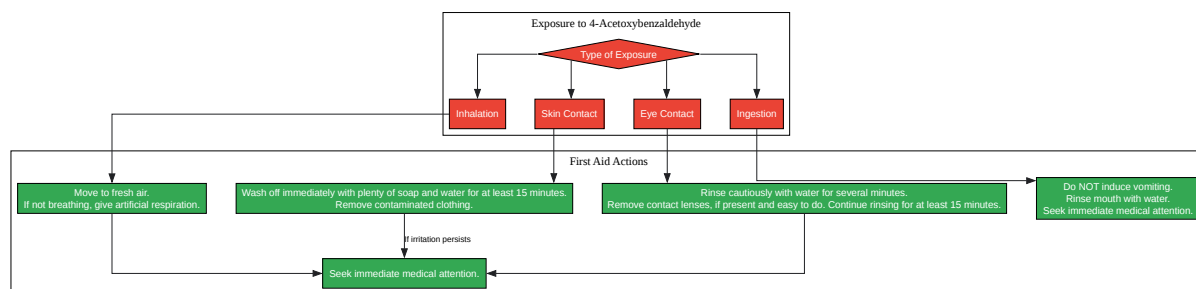 Exposure to 4-Acetoxybenzaldehyde
Type of Exposure
Inhalation
Skin Contact
Eye Contact
Ingestion
First Aid Actions
Move to fresh air.
If not breathing, give artificial respiration.
Wash off immediately with plenty of soap and water for at least 15 minutes.
Remove contaminated clothing.
Rinse cautiously with water for several minutes.
Remove contact lenses, if present and easy to do. Continue rinsing for at least 15 minutes.
Do NOT induce vomiting.
Rinse mouth with water.
Seek immediate medical attention.
If irritation persists
Seek immediate medical attention.